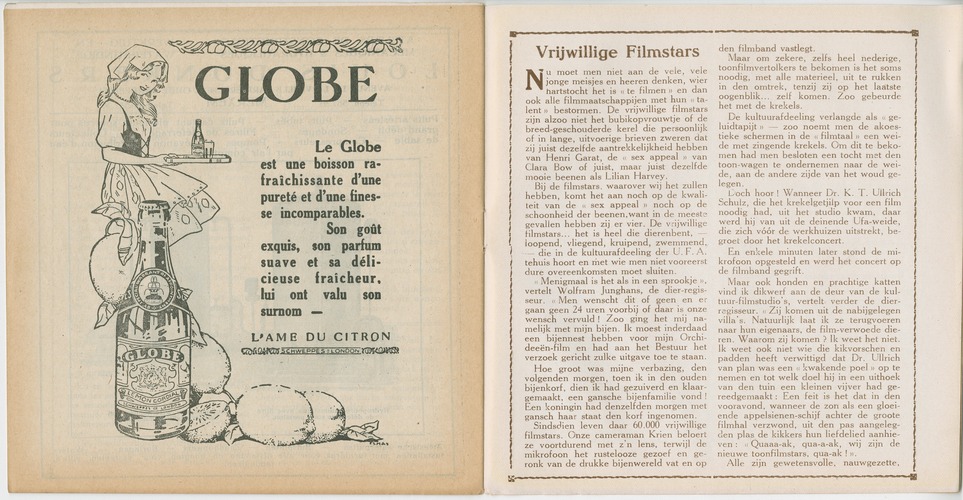 GLOBE
Le Globe
est une boisson ra-
fraîchissante d'une
pureté et d'une fines-
se incomparables.
Son goût
exquis, son parfum
suave et sa déli-
cieuse fraîcheur,
lui ont valu son
surnom —
L'AME DU CITRON
SCHWEPPES LONDON
GLOBE
LEMON CORDIAL
Vrijwillige Filmstars
Nu moet men niet aan de vele, vele
jonge meisjes en heeren denken, wier
hartstocht het is « te filmen » en dan
ook alle filmmaatschappijen met hun « ta-
lent » bestormen. De vrijwillige filmstars
zijn alzoo niet het bubikopvrouwtje of de
breed-geschouderde kerel die persoonlijk
of in lange, uitvoerige brieven zweren dat
zij juist dezelfde aantrekkelijkheid hebben
van Henri Garat, de « sex appeal » van
Clara Bow of juist, maar juist dezelfde
mooie beenen als Lilian Harvey.
Bij de filmstars, waarover wij het zullen
hebben, komt het aan noch op de kwali-
teit van de « sex appeal » noch op de
schoonheid der beenen, want in de meeste
gevallen hebben zij er vier. De vrijwillige
filmstars... het is heel die dierenbent, —
loopend, vliegend, kruipend, zwemmend,
— die in de kultuurafdeeling der U. F. A.
tehuis hoort en met wie men niet vooreerst
dure overeenkomsten moet sluiten.
« Menigmaal is het als in een sprookje »,
vertelt Wolfram Junghans, de dier-regis-
seur. « Men wenscht dit of geen en er
gaan geen 24 uren voorbij of daar is onze
wensch vervuld ! Zoo ging het mij na-
melijk met mijn bijen. Ik moest inderdaad
een bijennest hebben voor mijn Orchi-
deeën-film en had aan het Bestuur het
verzoek gericht zulke uitgave toe te staan.
Hoe groot was mijne verbazing, den
volgenden morgen, toen ik in den ouden
bijenkorf, dien ik had gezuiverd en klaar-
gemaakt, een gansche bijenfamilie vond !
Een koningin had denzelfden morgen met
gansch haar staat den korf ingenomen.
Sindsdien leven daar 60.000 vrijwillige
filmstars. Onze cameraman Krien beloert
ze voortdurend met z'n lens, terwijl de
mikrofoon het rustelooze gezoef en ge-
ronk van de drukke bijenwereld vat en op
den filmband vastlegt.
Maar om zekere, zelfs heel nederige,
toonfilmvertolkers te bekomen is het soms
noodig, met alle materieel, uit te rukken
in den omtrek, tenzij zij op het laatste
oogenblik... zelf komen. Zoo gebeurde
het met de krekels.
De kultuurafdeeling verlangde als « ge-
luidtapijt » — zoo noemt men de akoes-
tieke schermen in de « filmtaal » een wei-
de met zingende krekels. Om dit te beko-
men had men besloten een tocht met den
toon-wagen te ondernemen naar de wei-
de, aan de andere zijde van het woud ge-
legen.
Doch hoor ! Wanneer Dr. K. T. Ullrich
Schulz, die het krekelgetjilp voor een film
noodig had, uit het studio kwam, daar
werd hij van uit de deinende Ufa-weide,
die zich vóór de werkhuizen uitstrekt, be-
groet door het krekelconcert.
En enkele minuten later stond de mi-
krofoon opgesteld en werd het concert op
de filmband gegrift.
Maar ook honden en prachtige katten
vind ik dikwerf aan de deur van de kul-
tuur-filmstudio's, vertelt verder de dier-
regisseur. « Zij komen uit de nabijgelegen
villa's. Natuurlijk laat ik ze terugvoeren
naar hun eigenaars, de film-verwoede die-
ren. Waarom zij komen ? Ik weet het niet.
Ik weet ook niet wie die kikvorschen en
padden heeft verwittigd dat Dr. Ullrich
van plan was een « kwakende poel » op te
nemen en tot welk doel hij in een uithoek
van den tuin een kleinen vijver had ge-
reedgemaakt : Een feit is het dat in den
vooravond, wanneer de zon als een gloei-
ende appelsienen-schijf achter de groote
filmhal verzwond, uit den pas aangeleg-
den plas de kikkers hun liefdelied aanhie-
ven : « Quaaa-ak, qua-a-ak, wij zijn de
nieuwe toonfilmstars, qua-ak ! ».
Alle zijn gewetensvolle, nauwgezette,